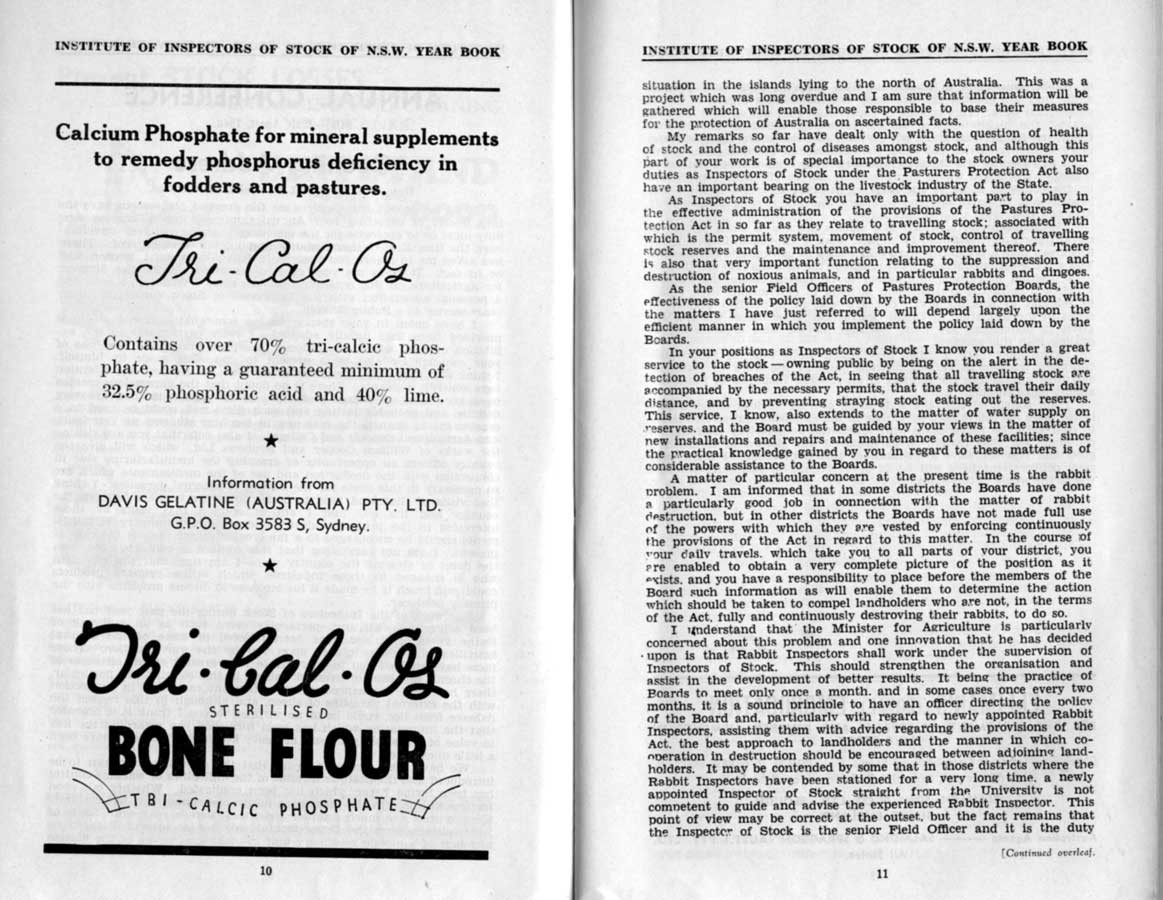 INSTITUTE OF INSPECTORS OF STOCK OF N.S.W. YEAR BOOK
Calcium Phosphate for mineral supplements
to remedy phosphorus deficiency in
fodders and pastures.
Tri-Cal-Os
Contains over 70% tri-calcic phos-
phate, having a guaranteed minimum of
32.5% phosphoric acid and 40% lime.
★
Information from
DAVIS GELATINE (AUSTRALIA) PTY. LTD.
G.P.O. Box 3583 S, Sydney.
★
Tri·Cal·Os
STERILISED
BONE FLOUR
TRI-CALCIC PHOSPHATE
10
INSTITUTE OF INSPECTORS OF STOCK OF N.S.W. YEAR BOOK
situation in the islands lying to the north of Australia. This was a
project which was long overdue and I am sure that information will be
gathered which will enable those responsible to base their measures
for the protection of Australia on ascertained facts.
My remarks so far have dealt only with the question of health
of stock and the control of diseases amongst stock, and although this
part of your work is of special importance to the stock owners your
duties as Inspectors of Stock under the Pasturers Protection Act also
have an important bearing on the livestock industry of the State.
As Inspectors of Stock you have an important part to play in
the effective administration of the provisions of the Pastures Pro-
tection Act in so far as they relate to travelling stock; associated with
which is the permit system, movement of stock, control of travelling
stock reserves and the maintenance and improvement thereof. There
is also that very important function relating to the suppression and
destruction of noxious animals, and in particular rabbits and dingoes.
As the senior Field Officers of Pastures Protection Boards, the
effectiveness of the policy laid down by the Boards in connection with
the matters I have just referred to will depend largely upon the
efficient manner in which you implement the policy laid down by the
Boards.
In your positions as Inspectors of Stock I know you render a great
service to the stock — owning public by being on the alert in the de-
tection of breaches of the Act, in seeing that all travelling stock are
accompanied by the necesary permits, that the stock travel their daily
distance, and by preventing straying stock eating out the reserves.
This service, I know, also extends to the matter of water supply on
reserves. and the Board must be guided by your views in the matter of
new installations and repairs and maintenance of these facilities; since
the practical knowledge gained by you in regard to these matters is of
considerable assistance to the Boards.
A matter of particular concern at the present time is the rabbit
problem. I am informed that in some districts the Boards have done
a particularly good job in connection with the matter of rabbit
destruction, but in other districts the Boards have not made full use
of the powers with which they are vested by enforcing continuously
the provisions of the Act in regard to this matter. In the course of
your daily travels. which take you to all parts of your district, you
are enabled to obtain a very complete picture of the position as it
exists. and you have a responsibility to place before the members of the
Board such information as will enable them to determine the action
which should be taken to compel landholders who are not, in the terms
of the Act, fully and continuously destroying their rabbits, to do so.
I understand that the Minister for Agriculture is particularly
concerned about this problem and one innovation that he has decided
upon is that Rabbit Inspectors shall work under the supervision of
Inspectors of Stock. This should strengthen the organisation and
assist in the development of better results. It being the practice of
Boards to meet only once a month. and in some cases once every two
months, it is a sound principle to have an officer directing the policy
of the Board and, particularly with regard to newly appointed Rabbit
Inspectors, assisting them with advice regarding the provisions of the
Act. the best approach to landholders and the manner in which co-
operation in destruction should be encouraged between adjoining land-
holders. It may be contended by some that in those districts where the
Rabbit Inspectors have been stationed for a very long time. a newly
appointed Inspector of Stock straight from the University is not
competent to guide and advise the experienced Rabbit Inspector. This
point of view may be correct at the outset, but the fact remains that
the Inspector of Stock is the senior Field Officer and it is the duty
[Continued overleaf.
11